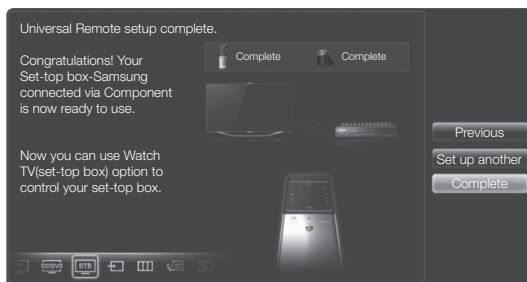 Universal Remote setup complete.
Complete
Complete
Congratulations! Your
Set-top box-Samsung
connected via Component
is now ready to use.
Now you can use Watch
TV(set-top box) option to
control your set-top box.
Previous
Set up another
Complete
BD/DVD
STB
3D